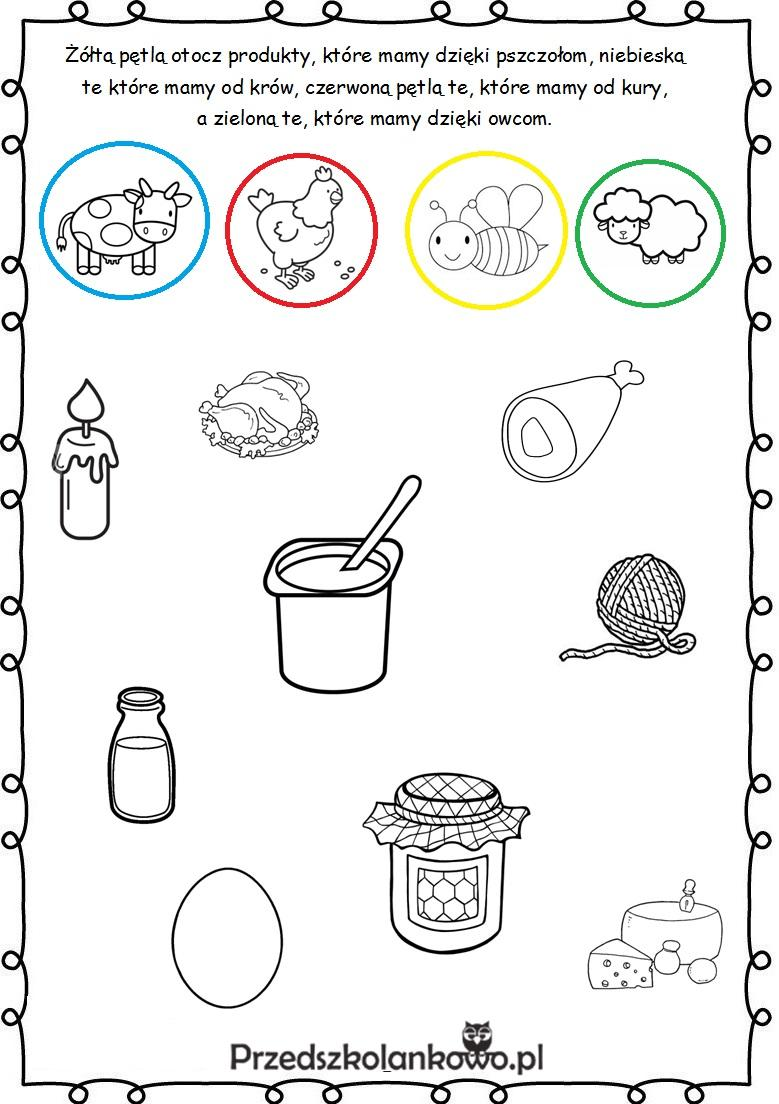 Żółtą pętlą otocz produkty, które mamy dzięki pszczołom, niebieską
te które mamy od krów, czerwoną pętlą te, które mamy od kury,
a zieloną te, które mamy dzięki owcom.
Przedszkolankowo.pl